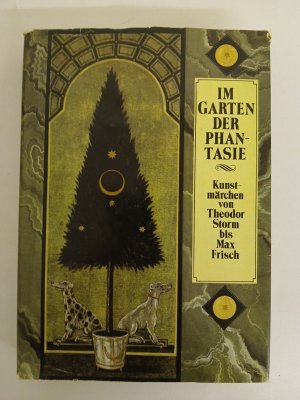 IM
GARTEN
DER
PHAN-
TASIE
Kunst-
märchen von
Theodor
Storm
bis
Max
Frisch